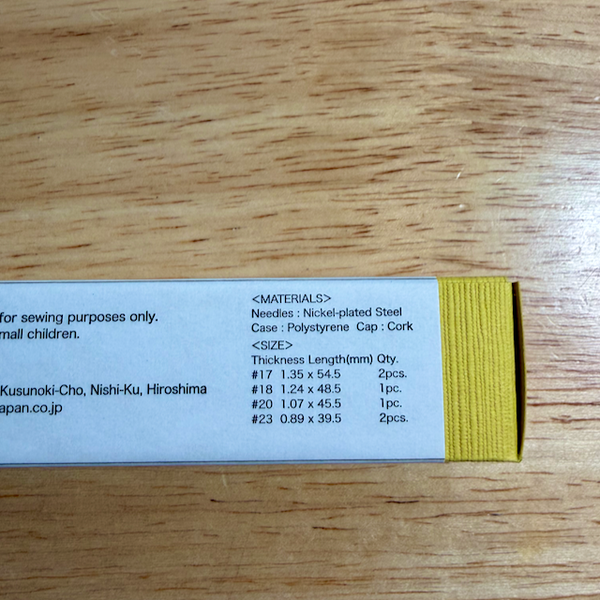 for sewing purposes only.
mall children.
Kusunoki-Cho, Nishi-Ku, Hiroshima
apan.co.jp
<MATERIALS>
Needles : Nickel-plated Steel
Case : Polystyrene Cap : Cork
<SIZE>
Thickness Length(mm) Qty.
#17 1.35 x 54.5 2pcs.
#18 1.24 x 48.5 1pc.
#20 1.07 x 45.5 1pc.
#23 0.89 x 39.5 2pcs.